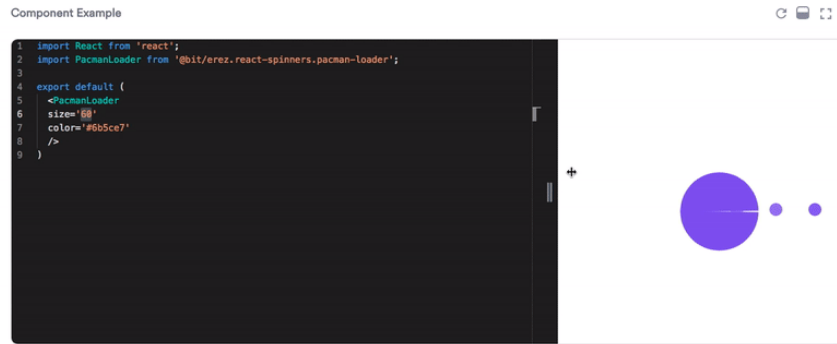 Component Example
1 import React from 'react';
2 import PacmanLoader from '@bit/erez.react-spinners.pacman-loader';
3
4 export default (
5 <PacmanLoader
6 size='60'
7 color='#6b5ce7'
8 />
9 )